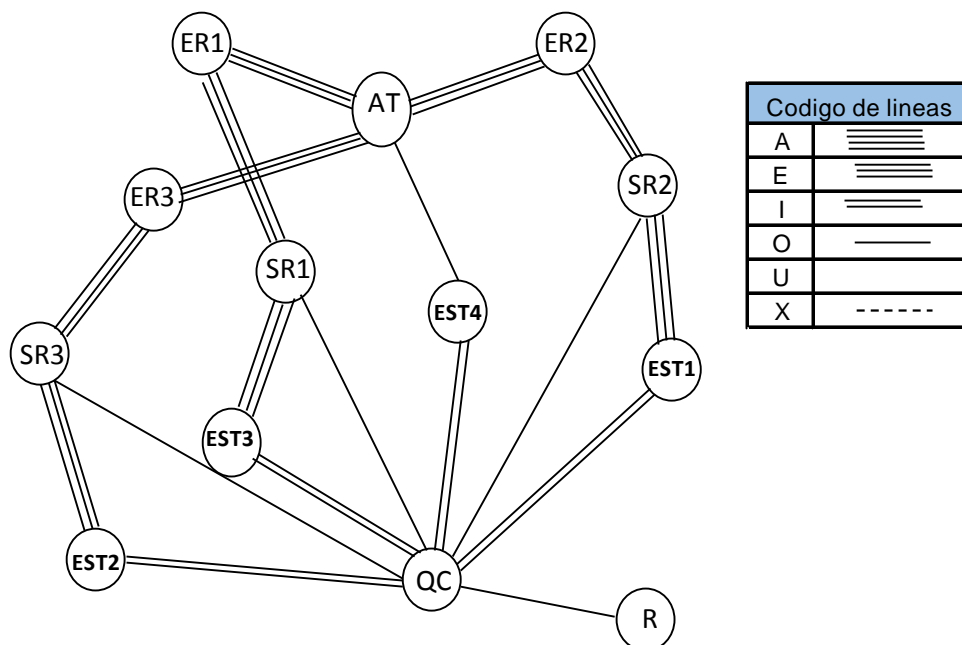 ER1
ER2
AT
ER3
SR2
SR1
EST4
SR3
EST1
EST3
EST2
QC
R
Codigo de lineas
A
E
I
O
U
X